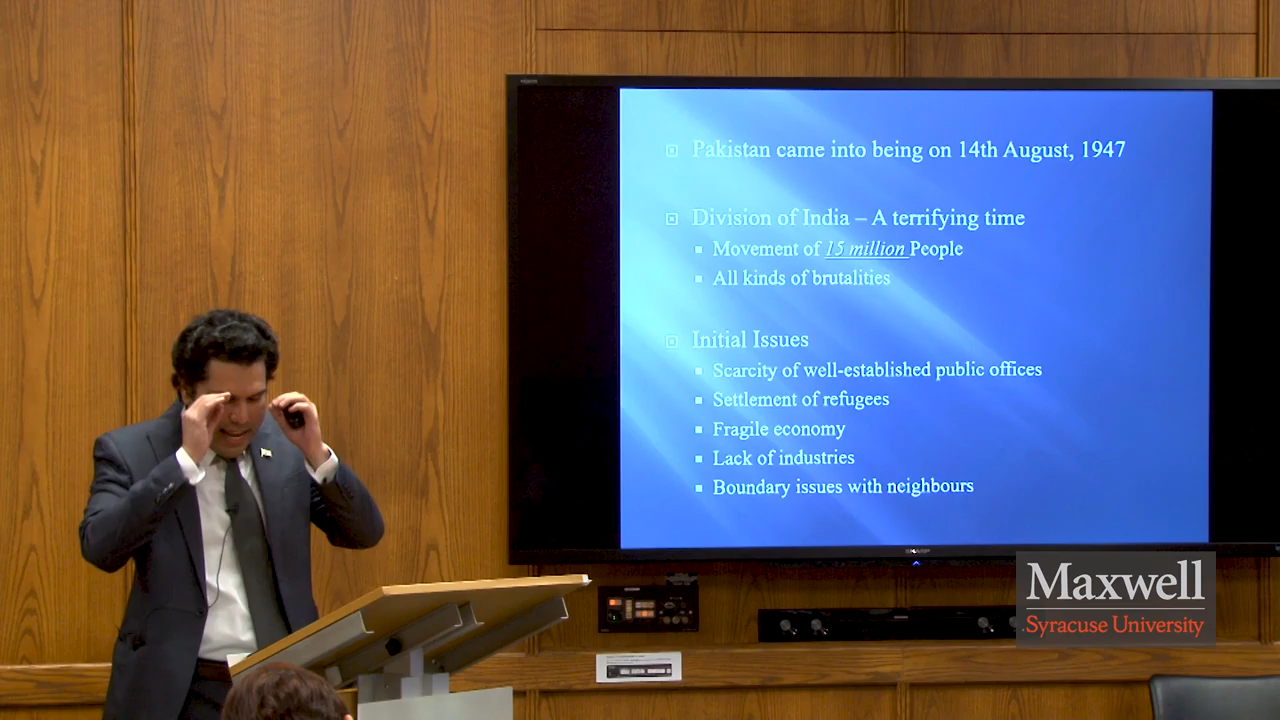 Pakistan came into being on 14th August, 1947
Division of India – A terrifying time
Movement of 15 million People
All kinds of brutalities
Initial Issues
Scarcity of well-established public offices
Settlement of refugees
Fragile economy
Lack of industries
Boundary issues with neighbours
SHARP
Maxwell
Syracuse University